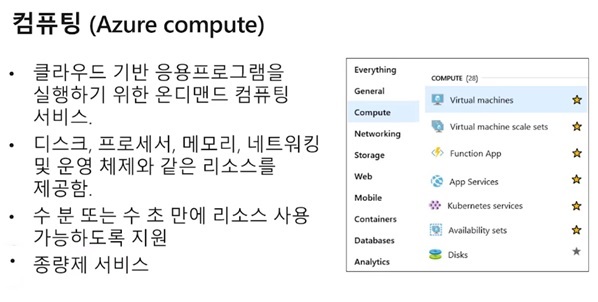 컴퓨팅 (Azure compute)
• 클라우드 기반 응용프로그램을
실행하기 위한 온디맨드 컴퓨팅
서비스.
• 디스크, 프로세서, 메모리, 네트워킹
및 운영 체제와 같은 리소스를
제공함.
• 수 분 또는 수 초 만에 리소스 사용
가능하도록 지원
• 종량제 서비스
Everything
General
Compute
Networking
Storage
Web
Mobile
Containers
Databases
Analytics
COMPUTE (28)
Virtual machines
Virtual machine scale sets
Function App
App Services
Kubernetes services
Availability sets
Disks